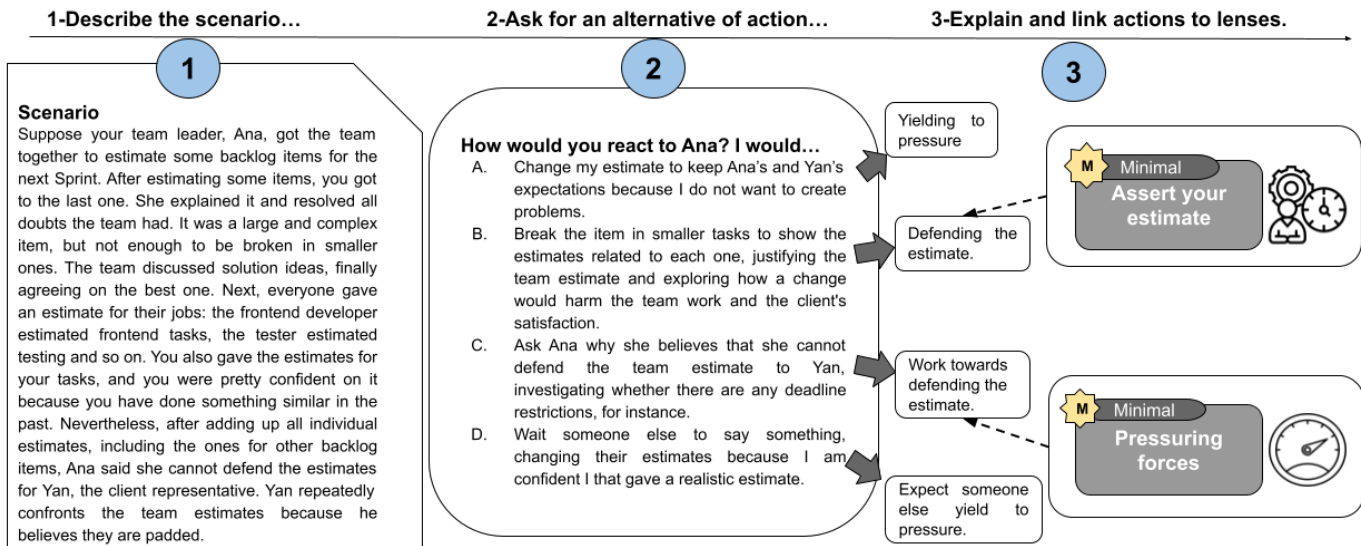 1-Describe the scenario…
2-Ask for an alternative of action…
3-Explain and link actions to lenses.
1
2
3
Scenario
Suppose your team leader, Ana, got the team
together to estimate some backlog items for the
next Sprint. After estimating some items, you got
to the last one. She explained it and resolved all
doubts the team had. It was a large and complex
item, but not enough to be broken in smaller
ones. The team discussed solution ideas, finally
agreeing on the best one. Next, everyone gave
an estimate for their jobs: the frontend developer
estimated frontend tasks, the tester estimated
testing and so on. You also gave the estimates for
your tasks, and you were pretty confident on it
because you have done something similar in the
past. Nevertheless, after adding up all individual
estimates, including the ones for other backlog
items, Ana said she cannot defend the estimates
for Yan, the client representative. Yan repeatedly
confronts the team estimates because he
believes they are padded.
How would you react to Ana? I would…
A. Change my estimate to keep Ana's and Yan's
expectations because I do not want to create
problems.
B. Break the item in smaller tasks to show the
estimates related to each one, justifying the
team estimate and exploring how a change
would harm the team work and the client's
satisfaction.
C. Ask Ana why she believes that she cannot
defend the team estimate to Yan,
investigating whether there are any deadline
restrictions, for instance.
D. Wait someone else to say something,
changing their estimates because I am
confident I that gave a realistic estimate.
Yielding to
pressure
Defending the
estimate.
Work towards
defending the
estimate.
Expect someone
else yield to
pressure.
M
Minimal
Assert your
estimate
M
Minimal
Pressuring
forces